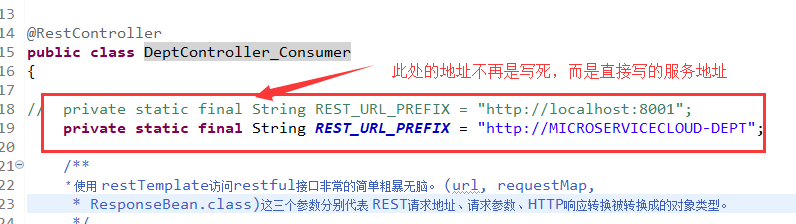 13
14
15 @RestController
public class DeptController_Consumer
16 {
17 此处的地址不再是写死，而是直接写的服务地址
18 // private static final String REST_URL_PREFIX = "http://localhost:8001";
19 private static final String REST_URL_PREFIX = "http://MICROSERVICECLOUD-DEPT";
20
21 /**
22 * 使用 restTemplate访问restful接口非常的简单粗暴无脑。 (url, requestMap,
23 * ResponseBean.class)这三个参数分别代表 REST请求地址、请求参数、HTTP响应转换被转换成的对象类型。
24 */